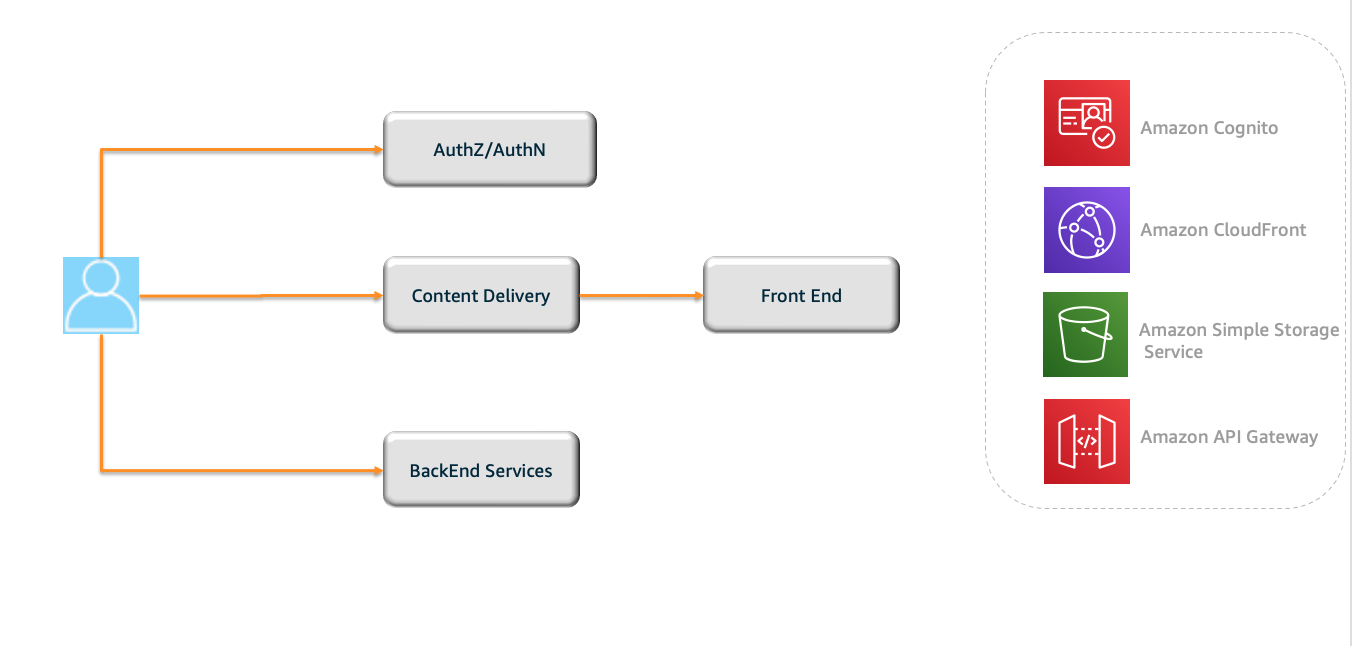 AuthZ/AuthN
Content Delivery
Front End
BackEnd Services
Amazon Cognito
Amazon CloudFront
Amazon Simple Storage
Service
</>
Amazon API Gateway